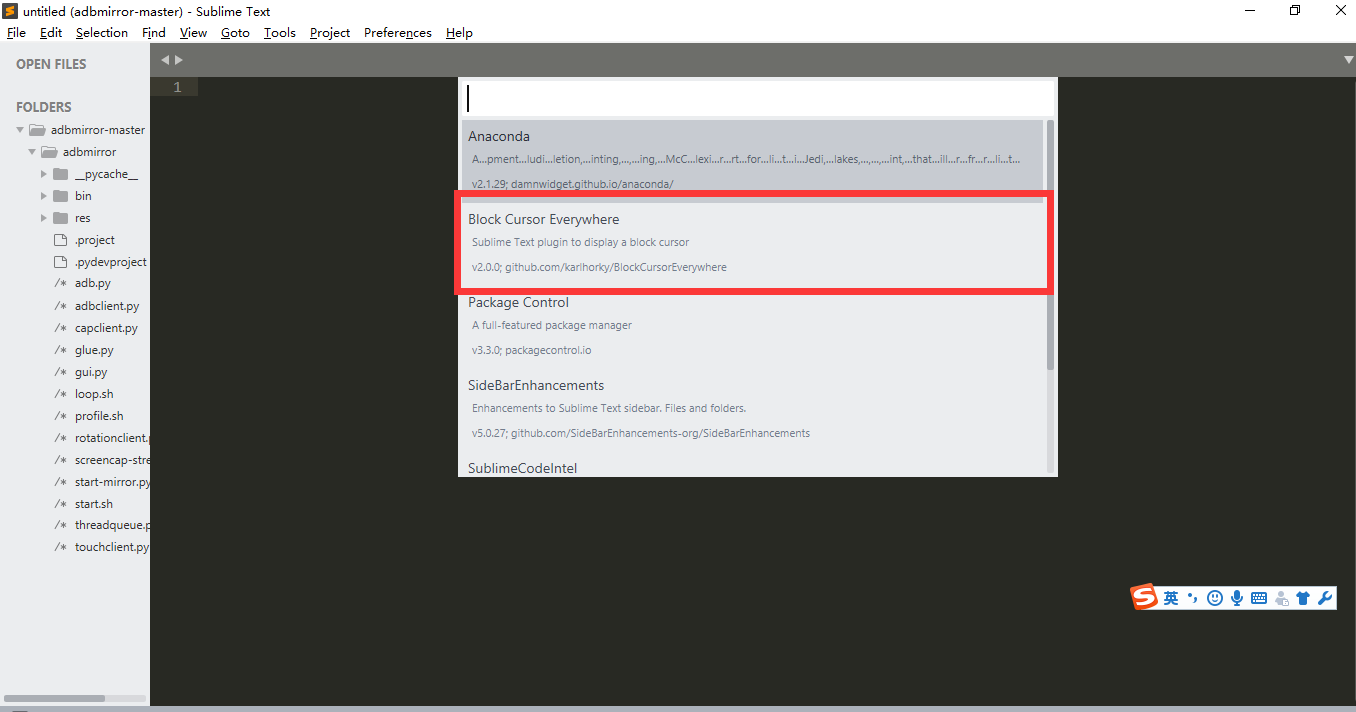 untitled (adbmirror-master) - Sublime Text
File Edit Selection Find View Goto Tools Project Preferences Help
OPEN FILES
FOLDERS
adbmirror-master
adbmirror
__pycache__
bin
res
.project
.pydevproject
/* adb.py
/* adbclient.py
/* capclient.py
/* glue.py
/* gui.py
/* loop.sh
/* profile.sh
/* rotationclient.
/* screencap-stre
/* start-mirror.py
/* start.sh
/* threadqueue.p
/* touchclient.py
1
Anaconda
A...pment...ludi...letion,...inting,...,...ing,...McC...lexi...r...rt...for...li...t...i...Jedi,...lakes,...,...,...int,...that...ill...r...fr...r...li...t...
v2.1.29; damnwidget.github.io/anaconda/
Block Cursor Everywhere
Sublime Text plugin to display a block cursor
v2.0.0; github.com/karlhorky/BlockCursorEverywhere
Package Control
A full-featured package manager
v3.3.0; packagecontrol.io
SideBarEnhancements
Enhancements to Sublime Text sidebar. Files and folders.
v5.0.27; github.com/SideBarEnhancements-org/SideBarEnhancements
SublimeCodeIntel
S 英